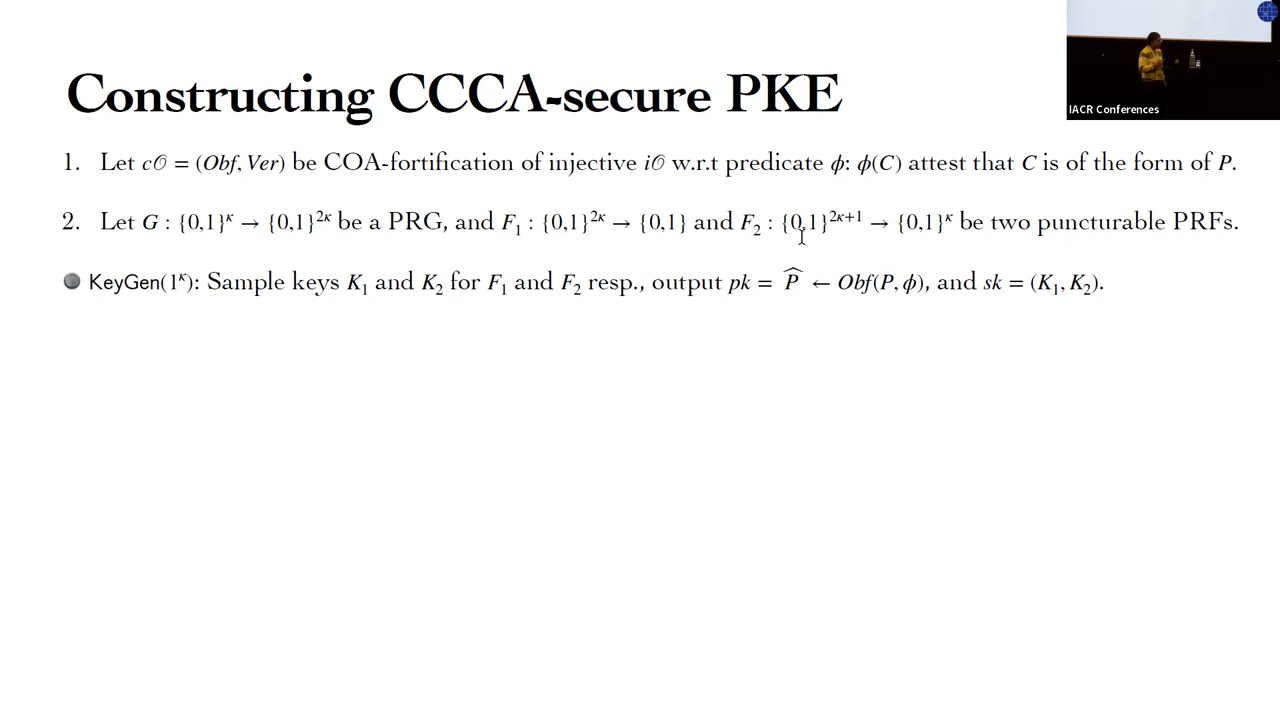 Constructing CCCA-secure PKE
IACR Conferences
1. Let c𝒪 = (Obf, Ver) be COA-fortification of injective i𝒪 w.r.t predicate ϕ: ϕ(C) attest that C is of the form of P.
2. Let G : {0,1}^κ → {0,1}^{2κ} be a PRG, and F₁ : {0,1}^{2κ} → {0,1} and F₂ : {0,1}^{2κ+1} → {0,1}^κ be two puncturable PRFs.
KeyGen(1^κ): Sample keys K₁ and K₂ for F₁ and F₂ resp., output pk = P̂ ← Obf(P, ϕ), and sk = (K₁, K₂).